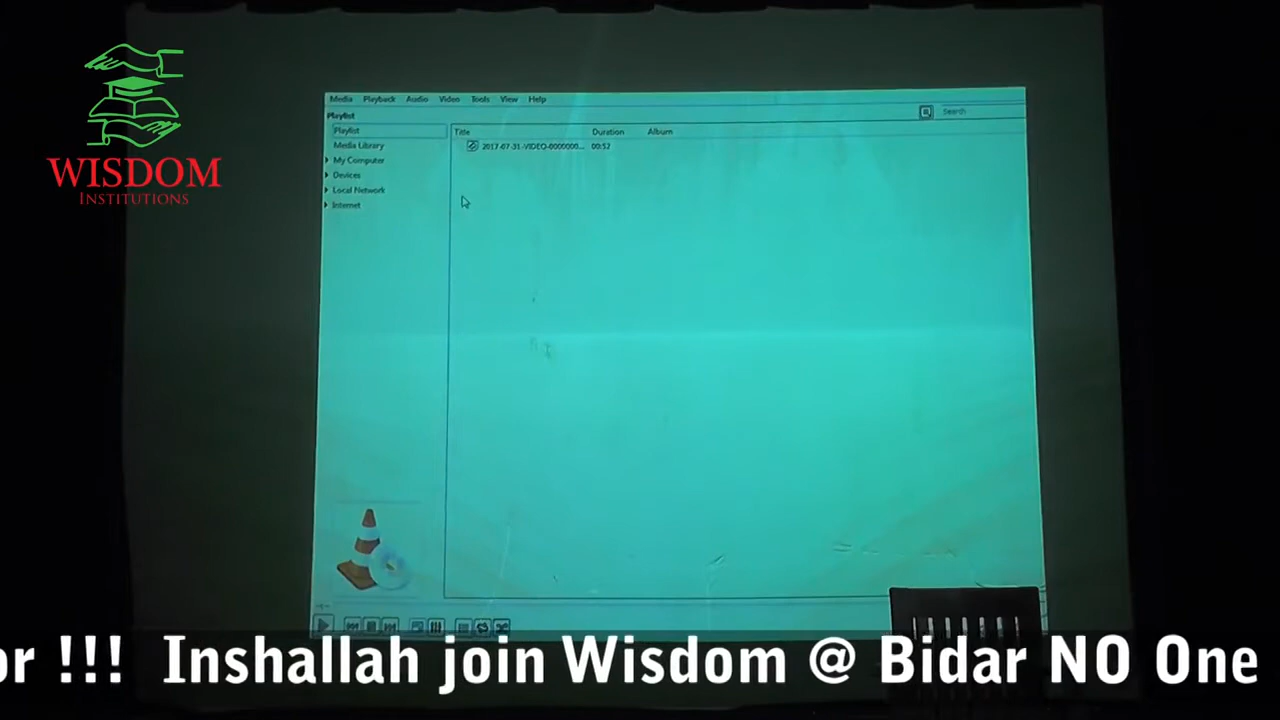 WISDOM
INSTITUTIONS
Media Playback Audio Video Tools View Help
Playlist
Search
Playlist
Title Duration Album
Media Library
2017-07-31-VIDEO-0000000... 00:52
My Computer
Devices
Local Network
Internet
or !!! Inshallah join Wisdom @ Bidar NO One